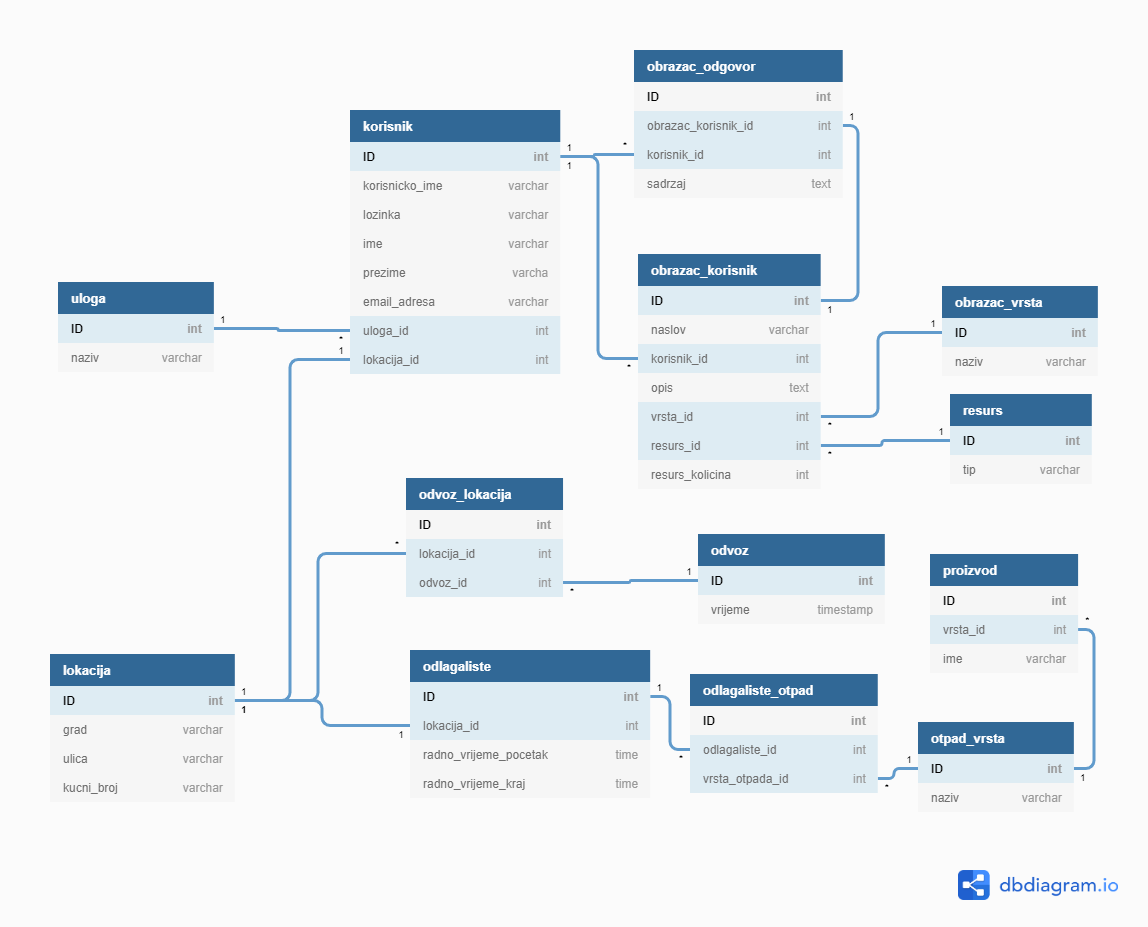 obrazac_odgovor
ID int
obrazac_korisnik_id int
korisnik_id int
sadrzaj text
korisnik
ID int
korisnicko_ime varchar
lozinka varchar
ime varchar
prezime varcha
email_adresa varchar
uloga_id int
lokacija_id int
1
1
*
1
1
obrazac_korisnik
ID int
naslov varchar
korisnik_id int
opis text
vrsta_id int
resurs_id int
resurs_kolicina int
*
*
*
uloga
ID int
naziv varchar
1
*
1
obrazac_vrsta
ID int
naziv varchar
1
resurs
ID int
tip varchar
1
odvoz_lokacija
ID int
lokacija_id int
odvoz_id int
*
*
odvoz
ID int
vrijeme timestamp
1
proizvod
ID int
vrsta_id int
ime varchar
*
lokacija
ID int
grad varchar
ulica varchar
kucni_broj varchar
1
1
odlagaliste
ID int
lokacija_id int
radno_vrijeme_pocetak time
radno_vrijeme_kraj time
1
1
odlagaliste_otpad
ID int
odlagaliste_id int
vrsta_otpada_id int
*
*
otpad_vrsta
ID int
naziv varchar
1
1
dbdiagram.io